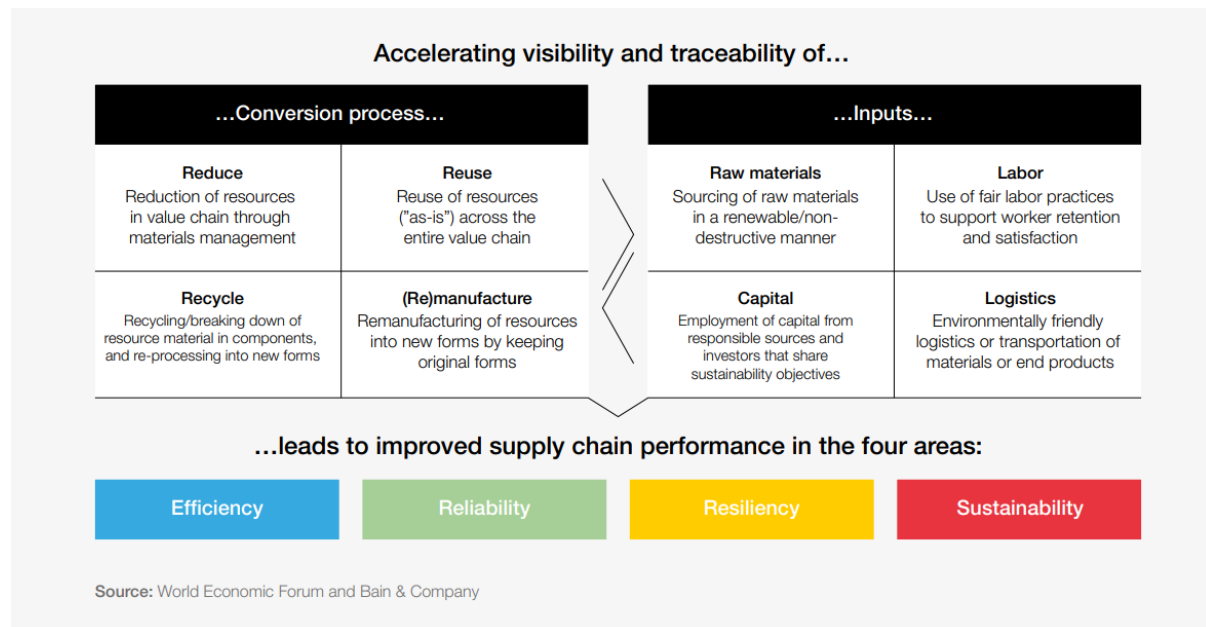 Accelerating visibility and traceability of…
…Conversion process…
Reduce
Reduction of resources
in value chain through
materials management
Reuse
Reuse of resources
("as-is") across the
entire value chain
Recycle
Recycling/breaking down of
resource material in components,
and re-processing into new forms
(Re)manufacture
Remanufacturing of resources
into new forms by keeping
original forms
…Inputs…
Raw materials
Sourcing of raw materials
in a renewable/non-
destructive manner
Labor
Use of fair labor practices
to support worker retention
and satisfaction
Capital
Employment of capital from
responsible sources and
investors that share
sustainability objectives
Logistics
Environmentally friendly
logistics or transportation of
materials or end products
…leads to improved supply chain performance in the four areas:
Efficiency
Reliability
Resiliency
Sustainability
Source: World Economic Forum and Bain & Company